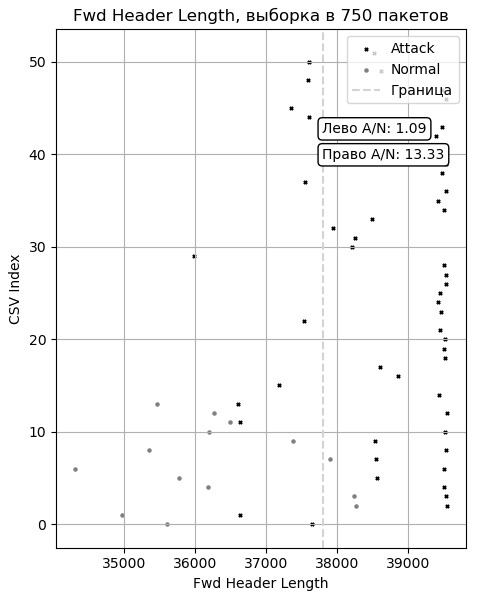 Fwd Header Length, выборка в 750 пакетов
Attack
Normal
Граница
Лево A/N: 1.09
Право A/N: 13.33
50
40
30
20
10
0
CSV Index
35000 36000 37000 38000 39000
Fwd Header Length